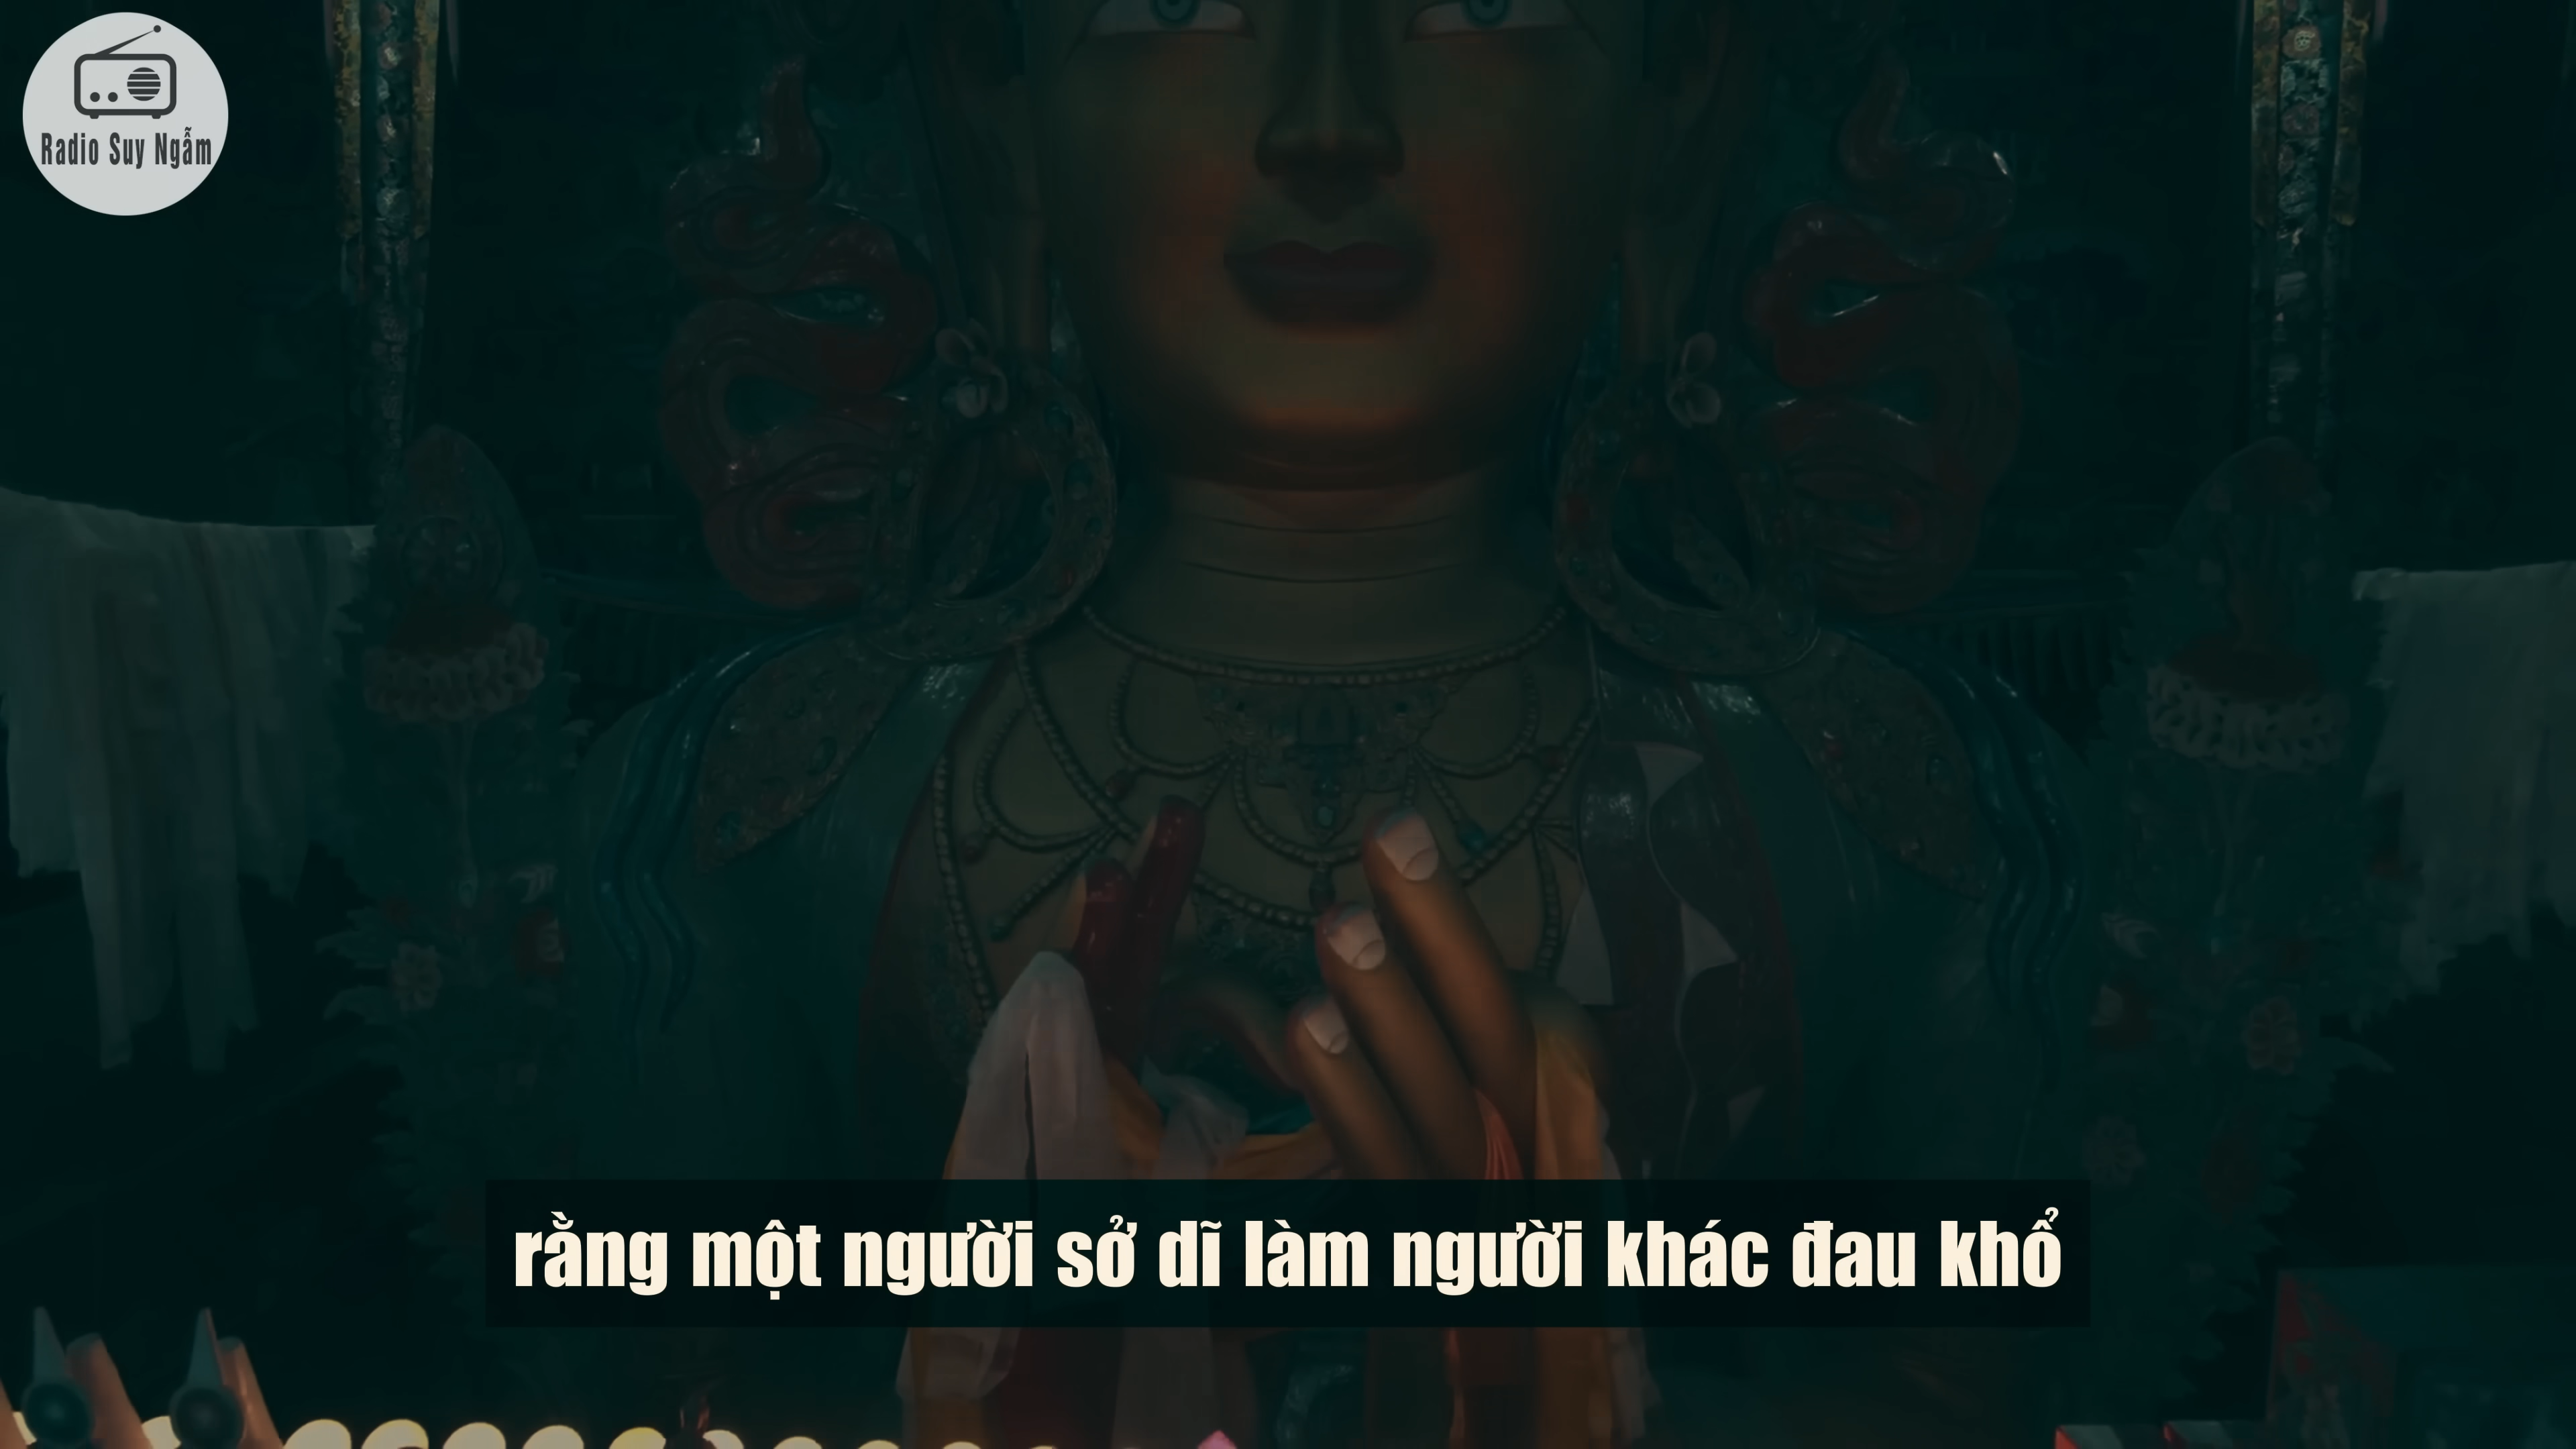 Radio Suy Ngẫm
rằng một người sở dĩ làm người khác đau khổ